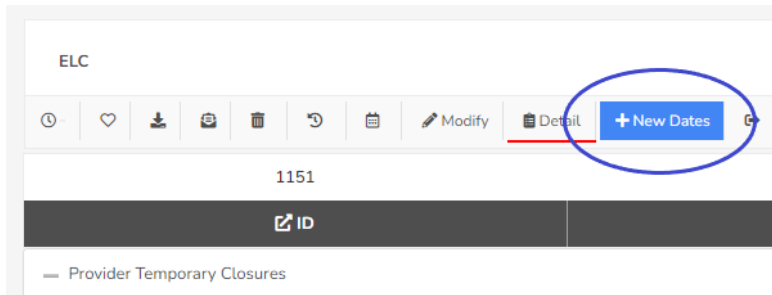 ELC
Modify Detail New Dates
1151
ID
Provider Temporary Closures